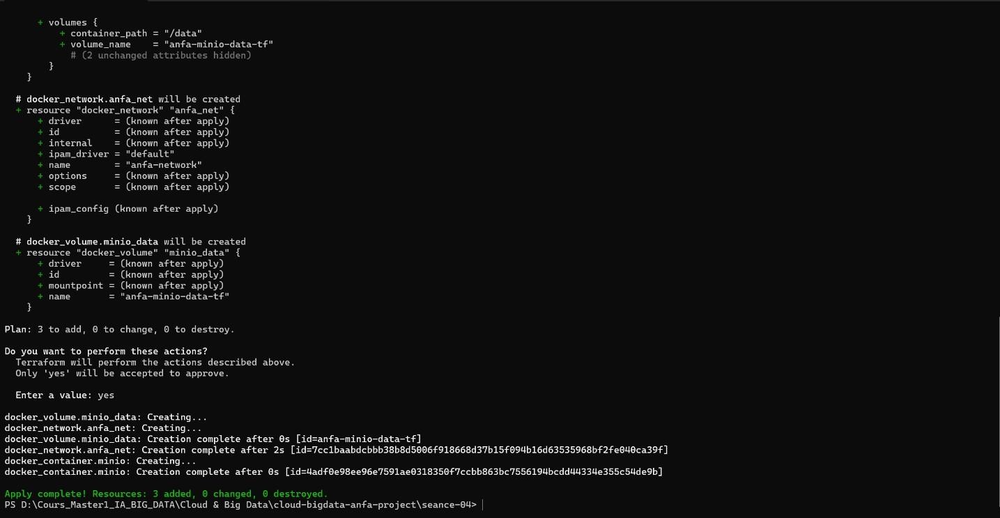 + volumes {
+ container_path = "/data"
+ volume_name    = "anfa-minio-data-tf"
# (2 unchanged attributes hidden)
}
}
# docker_network.anfa_net will be created
+ resource "docker_network" "anfa_net" {
+ driver      = (known after apply)
+ id          = (known after apply)
+ internal    = (known after apply)
+ ipam_driver = "default"
+ name        = "anfa-network"
+ options     = (known after apply)
+ scope       = (known after apply)
+ ipam_config (known after apply)
}
# docker_volume.minio_data will be created
+ resource "docker_volume" "minio_data" {
+ driver     = (known after apply)
+ id         = (known after apply)
+ mountpoint = (known after apply)
+ name       = "anfa-minio-data-tf"
}
Plan: 3 to add, 0 to change, 0 to destroy.
Do you want to perform these actions?
Terraform will perform the actions described above.
Only 'yes' will be accepted to approve.
Enter a value: yes
docker_volume.minio_data: Creating...
docker_network.anfa_net: Creating...
docker_volume.minio_data: Creation complete after 0s [id=anfa-minio-data-tf]
docker_network.anfa_net: Creation complete after 2s [id=7cc1baabdcbbb38b8d5006f918668d37b15f094b16d63535968bf2fe040ca39f]
docker_container.minio: Creating...
docker_container.minio: Creation complete after 0s [id=4adf0e98ee96e7591ae0318350f7ccbb863bc7556194bcdd44334e355c54de9b]
Apply complete! Resources: 3 added, 0 changed, 0 destroyed.
PS D:\Cours_Master1_IA_BIG_DATA\Cloud & Big Data\cloud-bigdata-anfa-project\seance-04>